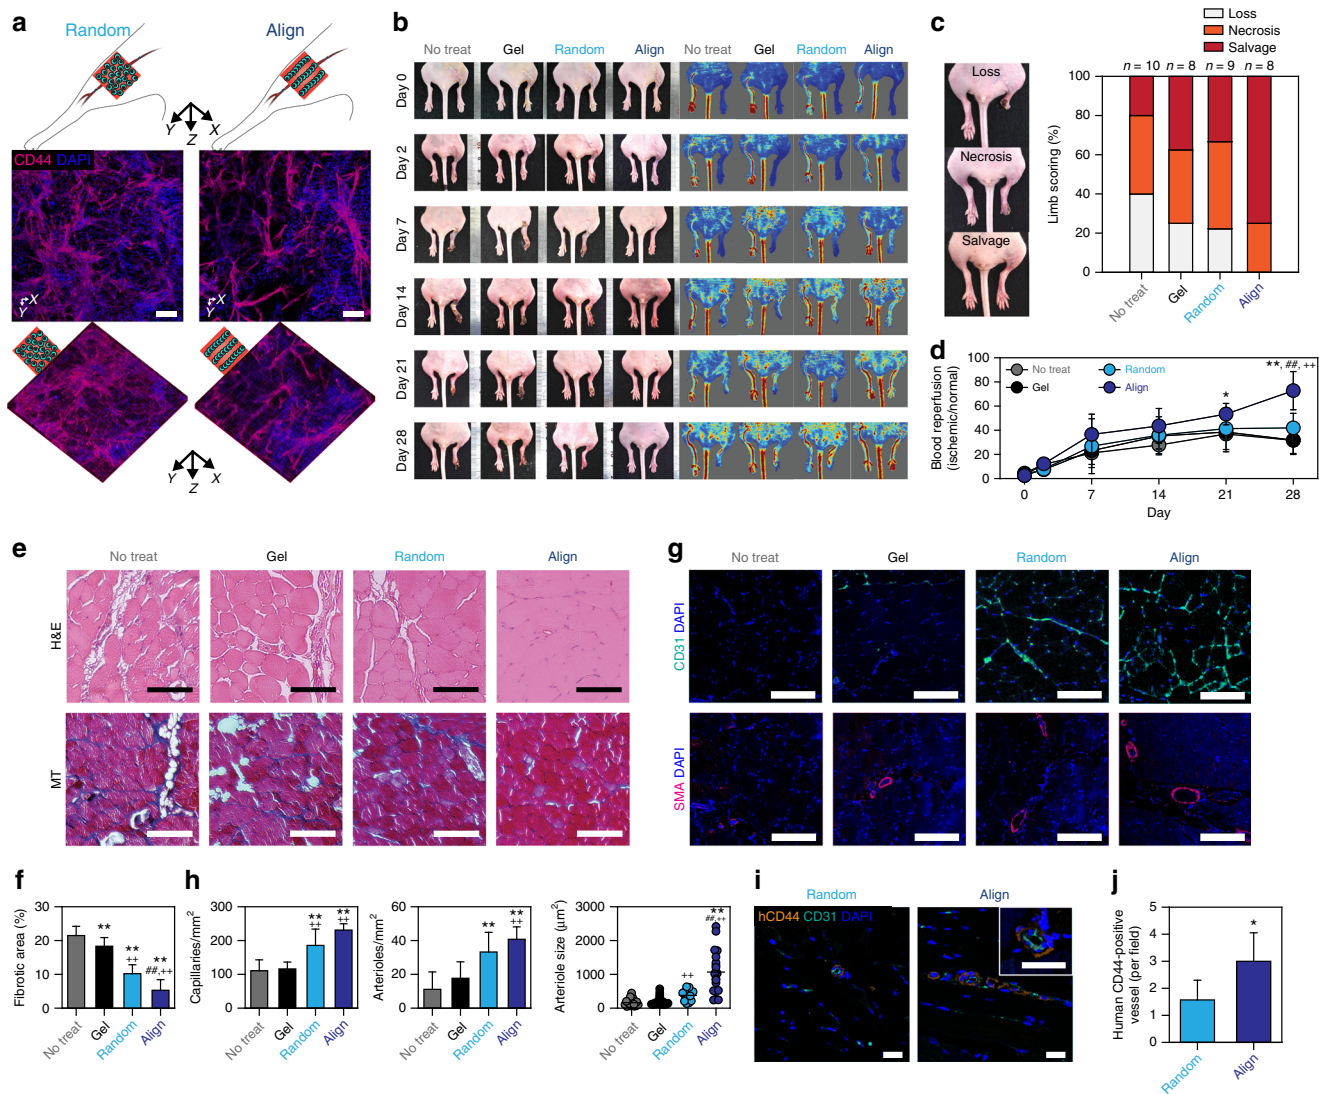 a
Random
Align
Y
Z
X
CD44 DAPI
Y
X
Y
X
Y
Z
X
b
No treat
Gel
Random
Align
No treat
Gel
Random
Align
Day 0
Day 2
Day 7
Day 14
Day 21
Day 28
c
Loss
Necrosis
Salvage
Loss
Necrosis
Salvage
n = 10
n = 8
n = 9
n = 8
Limb scoring (%)
100
80
60
40
20
0
No treat
Gel
Random
Align
d
Blood reperfusion
(ischemic/normal)
100
80
60
40
20
0
No treat
Random
Gel
Align
*
**, ##, ++
0
7
14
21
28
Day
e
No treat
Gel
Random
Align
H&E
MT
g
No treat
Gel
Random
Align
CD31 DAPI
SMA DAPI
f
Fibrotic area (%)
30
20
10
0
**
**
++
**
##,++
No treat
Gel
Random
Align
h
Capillaries/mm2
300
200
100
0
**
++
**
++
No treat
Gel
Random
Align
Arterioles/mm2
60
40
20
0
**
**
++
No treat
Gel
Random
Align
Arteriole size (µm2)
3000
2000
1000
0
++
**
##,++
No treat
Gel
Random
Align
i
Random
Align
hCD44 CD31 DAPI
j
Human CD44-positive
vessel (per field)
5
4
3
2
1
0
*
Random
Align